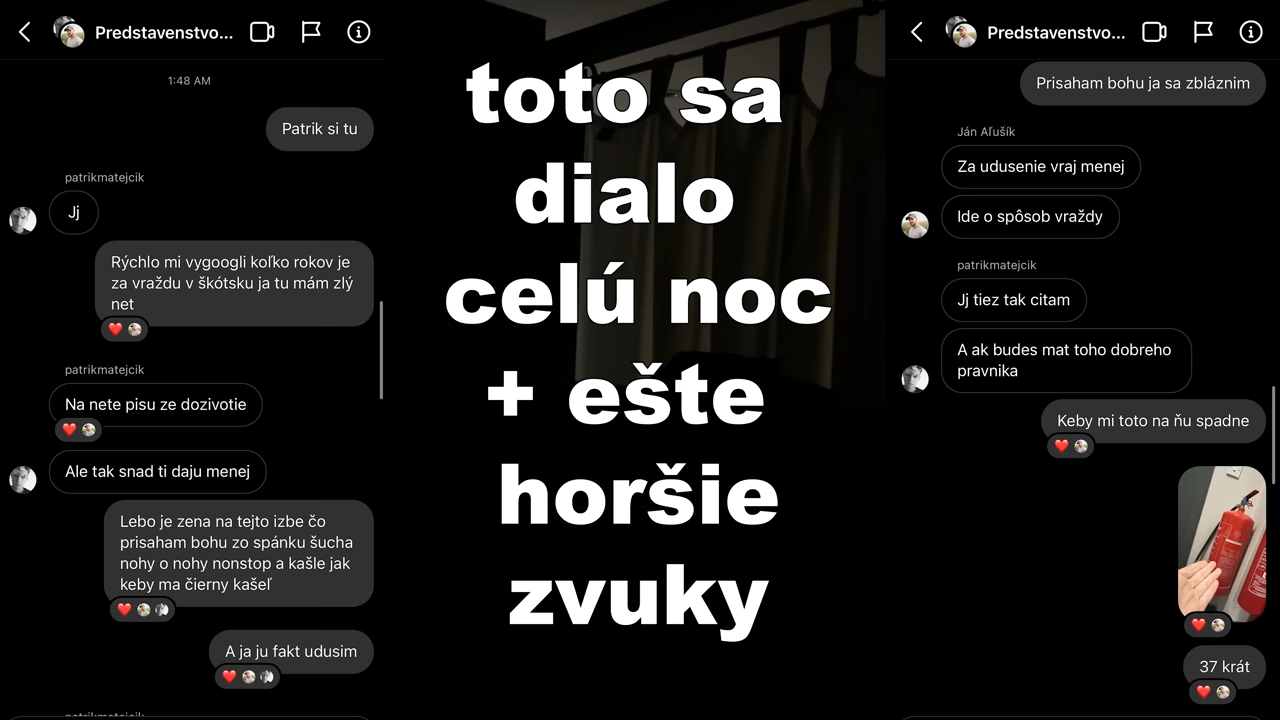 Predstavenstvo...
1:48 AM
Patrik si tu
patrikmatejcik
Jj
Rýchlo mi vygoogli koľko rokov je
za vraždu v škótsku ja tu mám zlý
net
patrikmatejcik
Na nete pisu ze dozivotie
Ale tak snad ti daju menej
Lebo je zena na tejto izbe čo
prisaham bohu zo spánku šucha
nohy o nohy nonstop a kašle jak
keby ma čierny kašeľ
A ja ju fakt udusim
patrikmatejcik
toto sa
dialo
celú noc
+ ešte
horšie
zvuky
Predstavenstvo...
Prisaham bohu ja sa zbláznim
Ján Aľušík
Za udusenie vraj menej
Ide o spôsob vraždy
patrikmatejcik
Jj tiez tak citam
A ak budes mat toho dobreho
pravnika
Keby mi toto na ňu spadne
37 krát